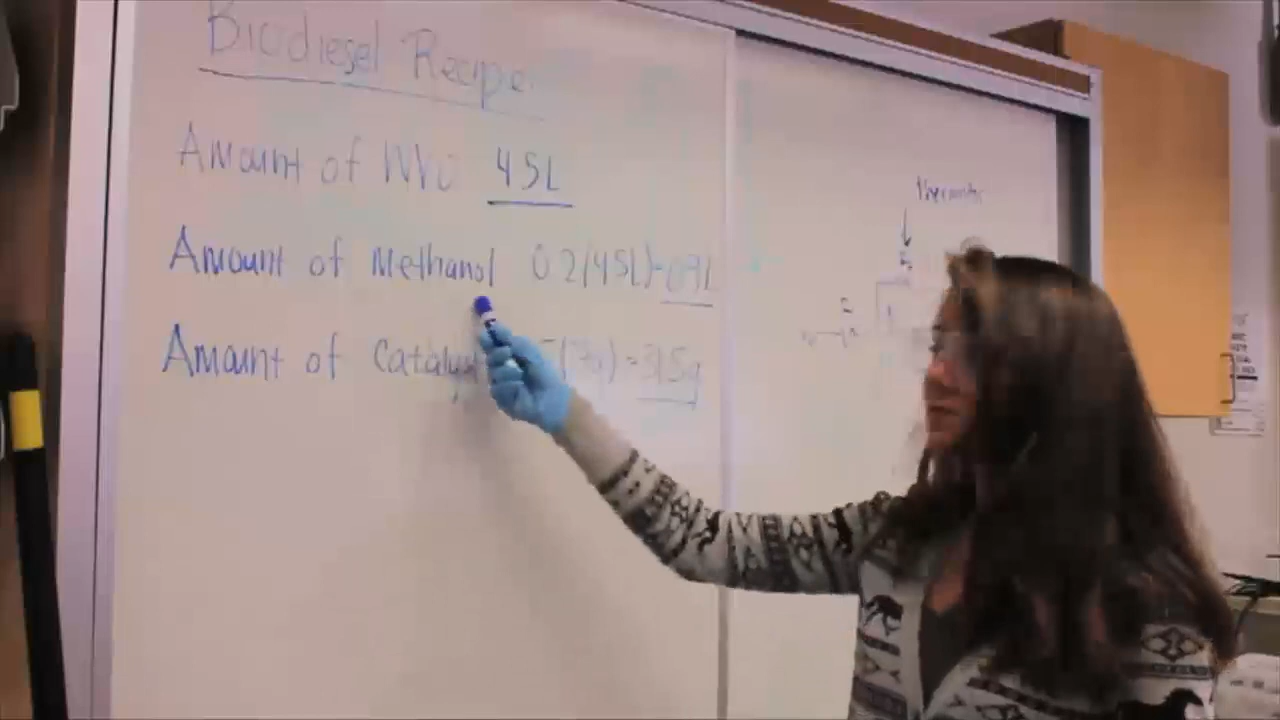 Biodiesel Recipe
Amount of WVO 4.5L
Amount of Methanol 0.2(4.5L)=0.9L
Amount of Catalyst (7g)=31.5g